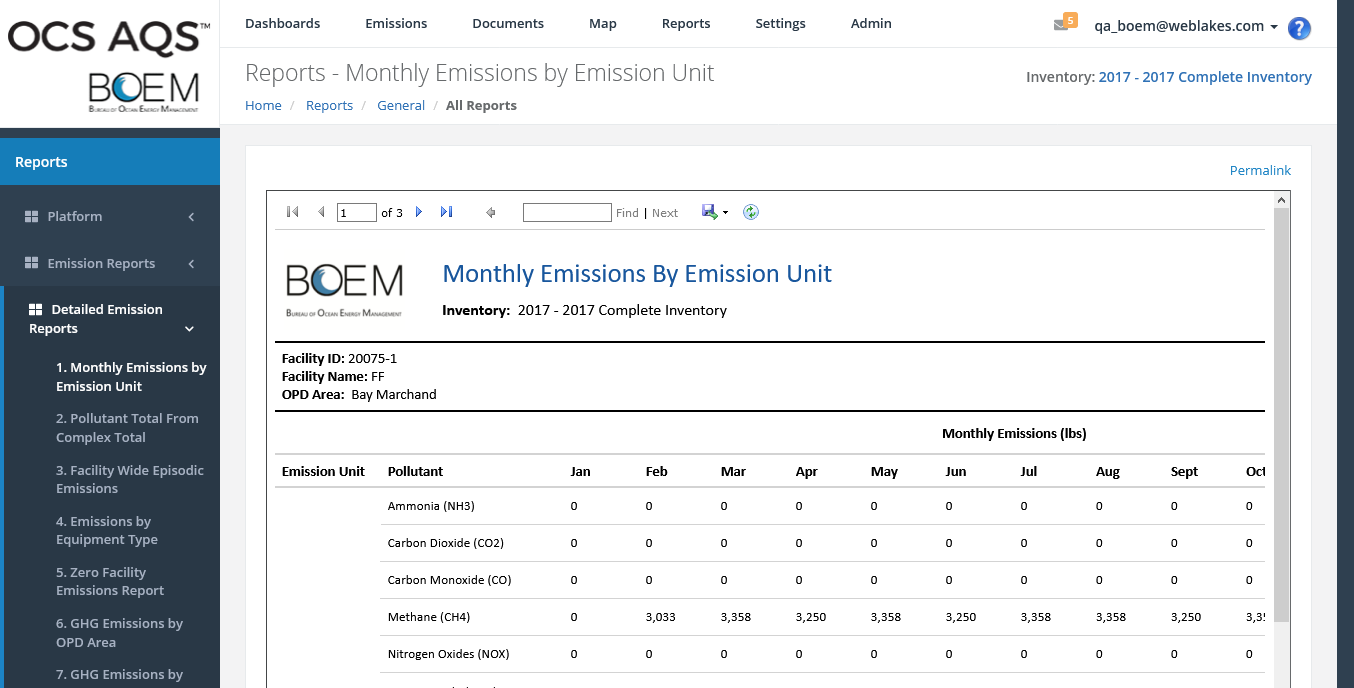 OCS AQS™
BOEM
BUREAU OF OCEAN ENERGY MANAGEMENT
Dashboards Emissions Documents Map Reports Settings Admin
5 qa_boem@weblakes.com ?
Reports - Monthly Emissions by Emission Unit
Inventory: 2017 - 2017 Complete Inventory
Home / Reports / General / All Reports
Reports
Platform
Emission Reports
Detailed Emission
Reports
1. Monthly Emissions by
Emission Unit
2. Pollutant Total From
Complex Total
3. Facility Wide Episodic
Emissions
4. Emissions by
Equipment Type
5. Zero Facility
Emissions Report
6. GHG Emissions by
OPD Area
7. GHG Emissions by
Permalink
1 of 3 Find | Next
BOEM
BUREAU OF OCEAN ENERGY MANAGEMENT
Monthly Emissions By Emission Unit
Inventory: 2017 - 2017 Complete Inventory
Facility ID: 20075-1
Facility Name: FF
OPD Area: Bay Marchand
Monthly Emissions (lbs)
Emission Unit Pollutant Jan Feb Mar Apr May Jun Jul Aug Sept Oct
Ammonia (NH3) 0 0 0 0 0 0 0 0 0 0
Carbon Dioxide (CO2) 0 0 0 0 0 0 0 0 0 0
Carbon Monoxide (CO) 0 0 0 0 0 0 0 0 0 0
Methane (CH4) 0 3,033 3,358 3,250 3,358 3,250 3,358 3,358 3,250
Nitrogen Oxides (NOX) 0 0 0 0 0 0 0 0 0 0